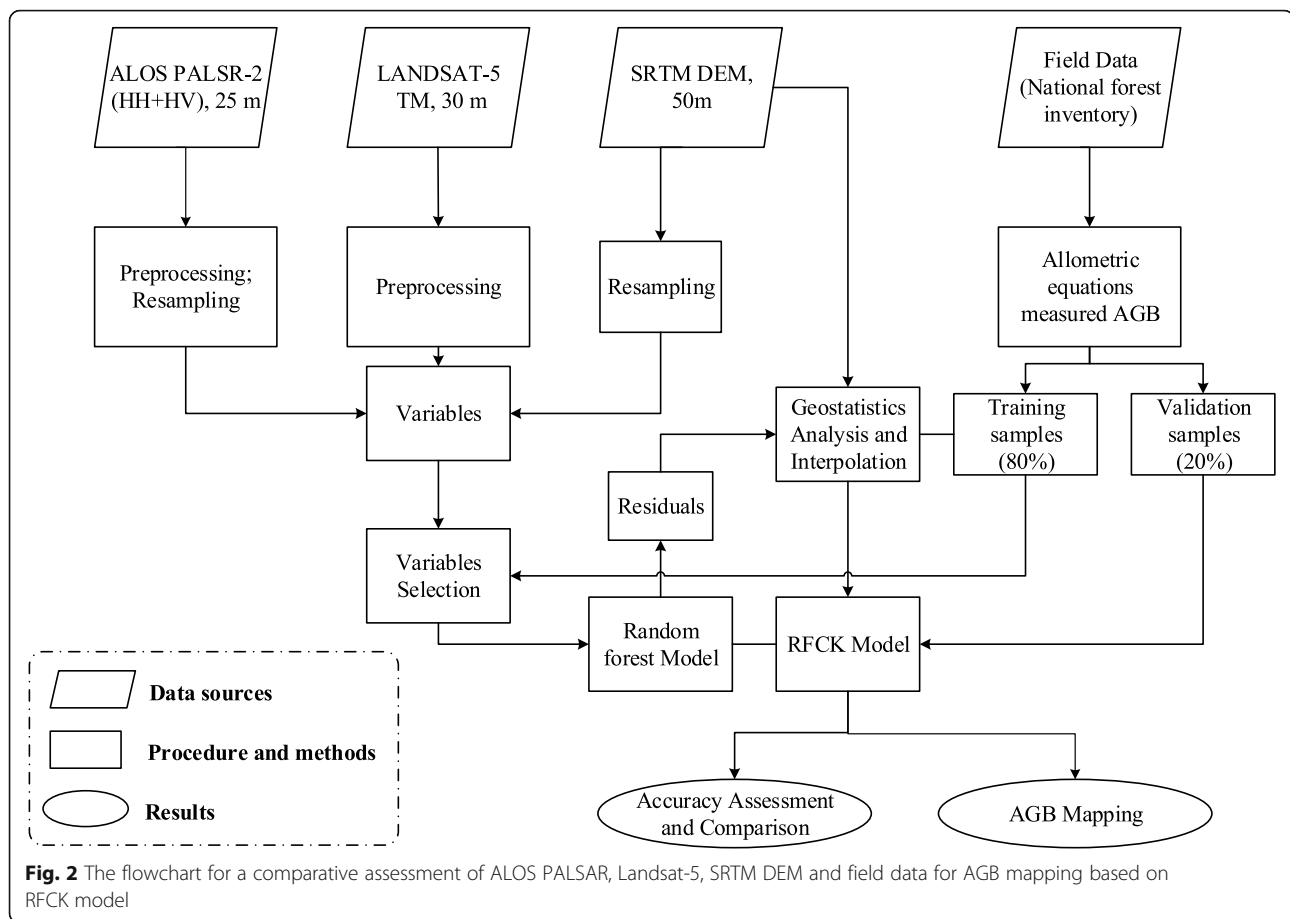 ALOS PALSR-2
(HH+HV), 25 m
LANDSAT-5
TM, 30 m
SRTM DEM,
50m
Field Data
(National forest
inventory)
Preprocessing;
Resampling
Preprocessing
Resampling
Allometric
equations
measured AGB
Variables
Geostatistics
Analysis and
Interpolation
Training
samples
(80%)
Validation
samples
(20%)
Residuals
Variables
Selection
Random
forest Model
RFCK Model
Data sources
Procedure and methods
Results
Accuracy Assessment
and Comparison
AGB Mapping
Fig. 2 The flowchart for a comparative assessment of ALOS PALSAR, Landsat-5, SRTM DEM and field data for AGB mapping based on
RFCK model